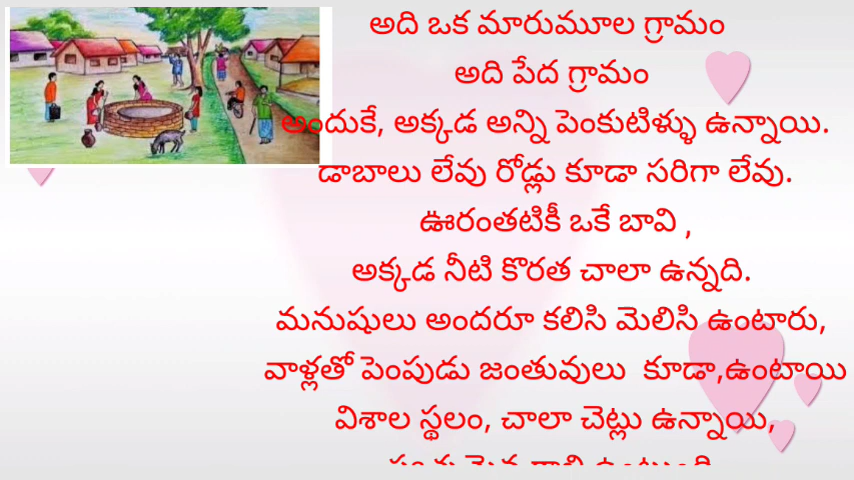 అది ఒక మారుమూల గ్రామం
అది పేద గ్రామం
అందుకే, అక్కడ అన్ని పెంకుటిళ్ళు ఉన్నాయి.
డాబాలు లేవు రోడ్లు కూడా సరిగా లేవు.
ఊరంతటికీ ఒకే బావి ,
అక్కడ నీటి కొరత చాలా ఉన్నది.
మనుషులు అందరూ కలిసి మెలిసి ఉంటారు,
వాళ్లతో పెంపుడు జంతువులు కూడా,ఉంటాయి
విశాల స్థలం, చాలా చెట్లు ఉన్నాయి,